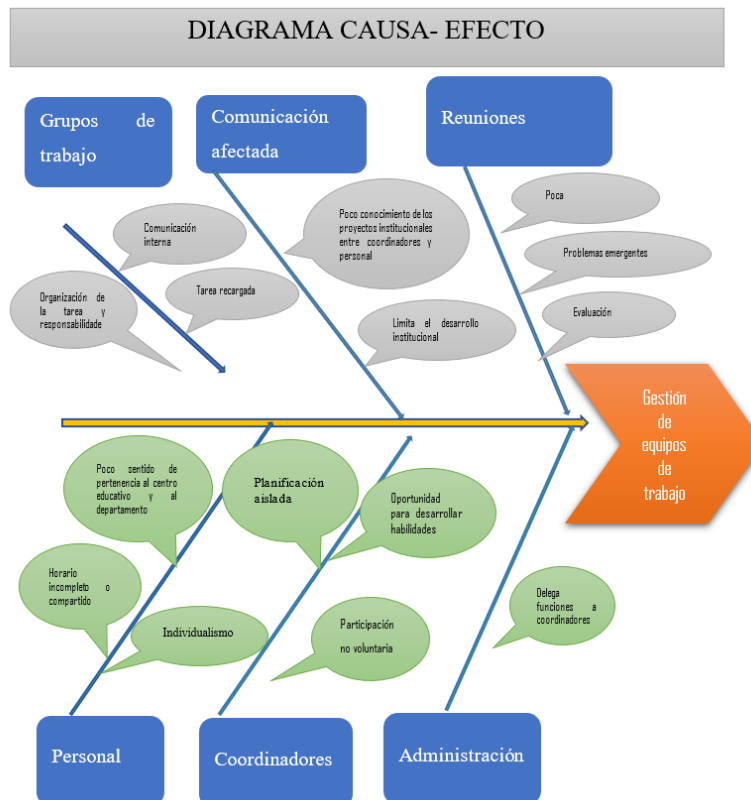 DIAGRAMA CAUSA- EFECTO
Grupos de
trabajo
Comunicación
afectada
Reuniones
Comunicación
interna
Organización de
la tarea y
responsabilidade
Tarea recargada
Poco conocimiento de los
proyectos institucionales
entre coordinadores y
personal
Limita el desarrollo
institucional
Poca
Problemas emergentes
Evaluación
Gestión
de
equipos
de
trabajo
Poco sentido de
pertenencia al centro
educativo y al
departamento
Horario
incompleto o
compartido
Individualismo
Planificación
aislada
Oportunidad
para desarrollar
habilidades
Participación
no voluntaria
Delega
funciones a
coordinadores
Personal
Coordinadores
Administración